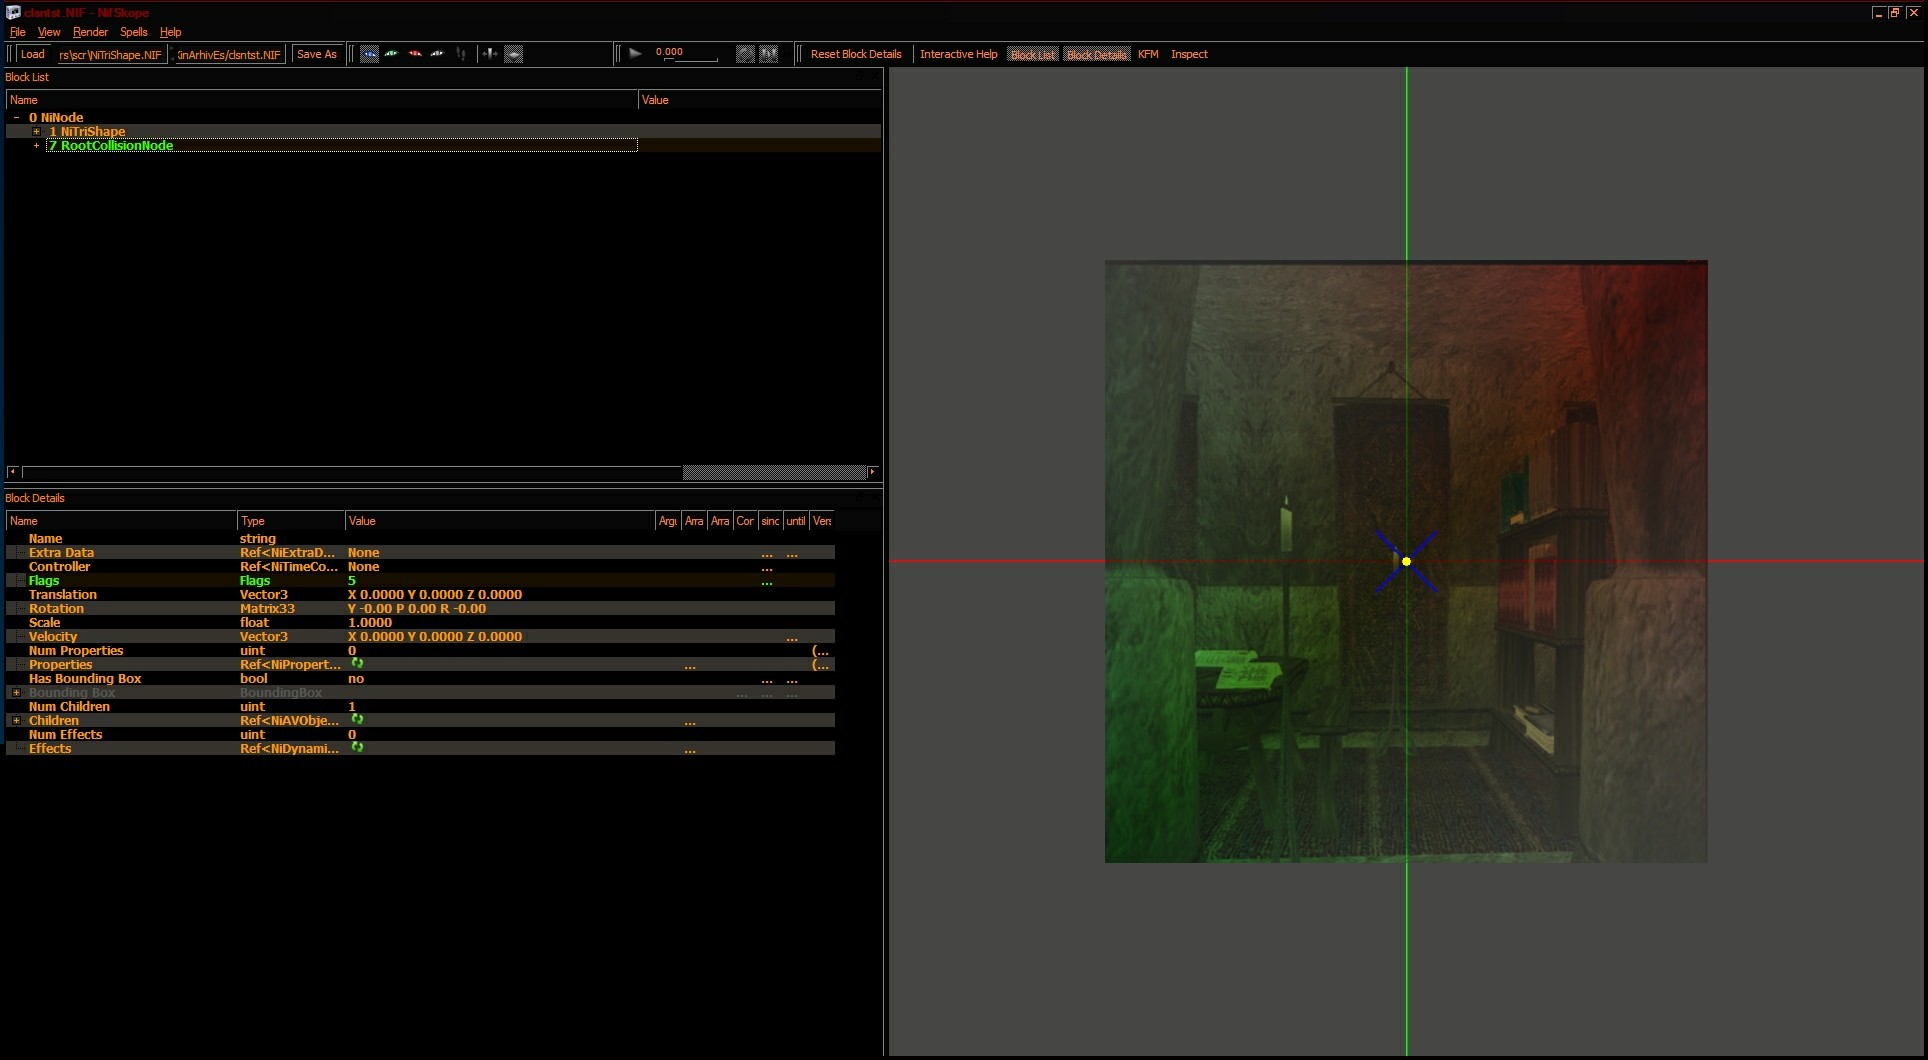 clsntst.NIF - NifSkope
File View Render Spells Help
Load rs\scr\NiTriShape.NIF inArhivEs/clsntst.NIF Save As 0.000 Reset Block Details Interactive Help Block List Block Details KFM Inspect
Block List
Name Value
0 NiNode
1 NiTriShape
7 RootCollisionNode
Block Details
Name Type Value Argu Arra Arra Cor sinc until Vers
Name string
Extra Data Ref<NiExtraD... None ... ...
Controller Ref<NiTimeCo... None ...
Flags Flags 5 ...
Translation Vector3 X 0.0000 Y 0.0000 Z 0.0000
Rotation Matrix33 Y -0.00 P 0.00 R -0.00
Scale float 1.0000
Velocity Vector3 X 0.0000 Y 0.0000 Z 0.0000 ...
Num Properties uint 0 (...
Properties Ref<NiPropert... ... (...
Has Bounding Box bool no ... ...
Bounding Box BoundingBox ... ... ...
Num Children uint 1
Children Ref<NiAVObje... ...
Num Effects uint 0
Effects Ref<NiDynami... ...